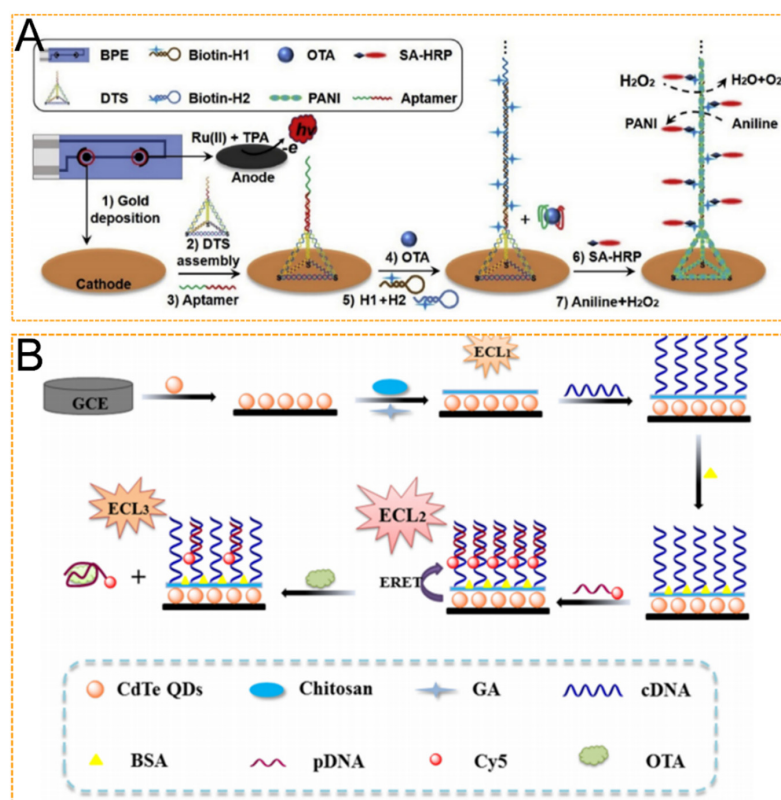 A
BPE Biotin-H1 OTA SA-HRP
DTS Biotin-H2 PANI Aptamer
H₂O₂ H₂O+O₂
PANI Aniline
Ru(II) + TPA hν
-e
Anode
1) Gold
deposition
2) DTS
assembly
3) Aptamer
Cathode
S S S
4) OTA
5) H1+H2
+
6) SA-HRP
7) Aniline+H₂O₂
B
GCE
ECL₁
ECL₃
ECL₂
ERET
+
CdTe QDs Chitosan GA cDNA
BSA pDNA Cy5 OTA